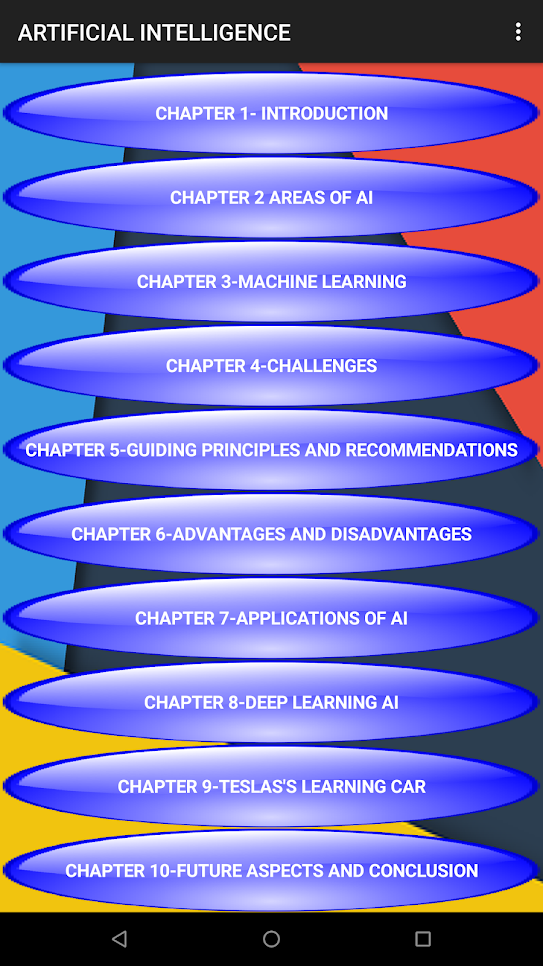 ARTIFICIAL INTELLIGENCE
CHAPTER 1- INTRODUCTION
CHAPTER 2 AREAS OF AI
CHAPTER 3-MACHINE LEARNING
CHAPTER 4-CHALLENGES
CHAPTER 5-GUIDING PRINCIPLES AND RECOMMENDATIONS
CHAPTER 6-ADVANTAGES AND DISADVANTAGES
CHAPTER 7-APPLICATIONS OF AI
CHAPTER 8-DEEP LEARNING AI
CHAPTER 9-TESLAS'S LEARNING CAR
CHAPTER 10-FUTURE ASPECTS AND CONCLUSION